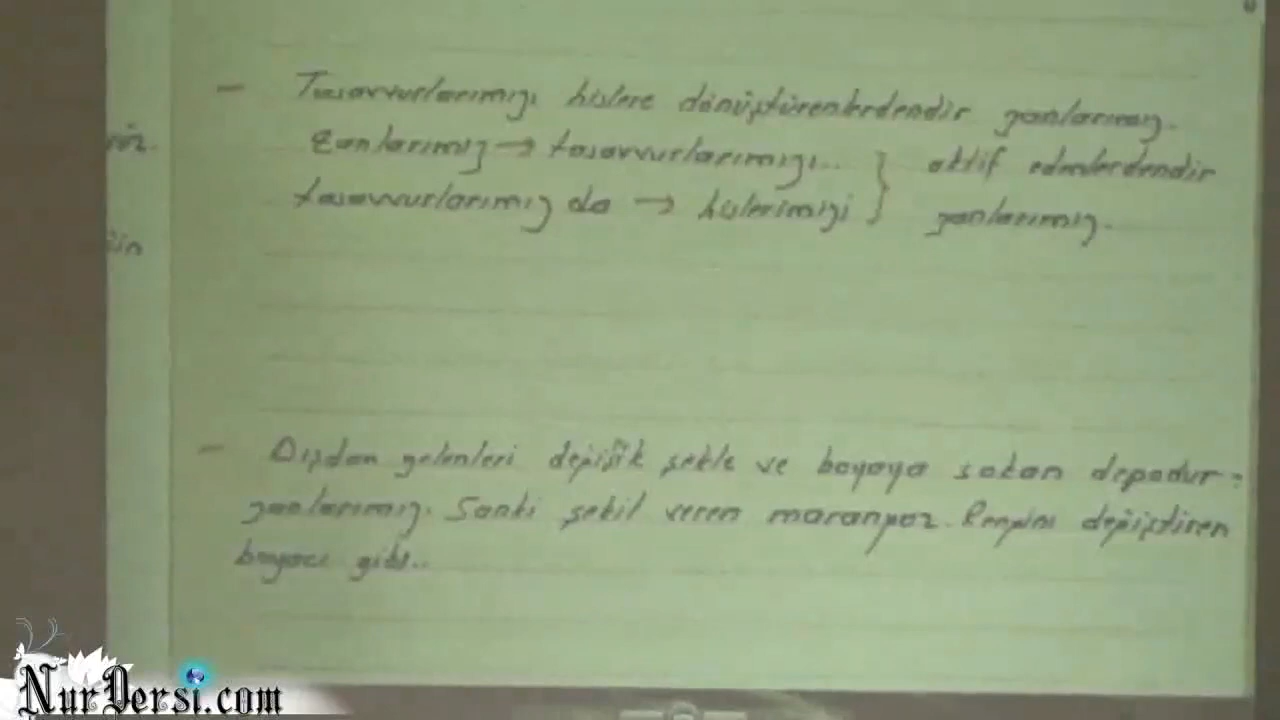 - Tasavvurlarımızı hislere dönüştürenlerdendir zanlarımız.
Zanlarımız → tasavvurlarımızı.. } aktif edenlerdendir
tasavvurlarımız da → hislerimizi } zanlarımız.
- Dışdan gelenleri değişik şekle ve boyaya sokan depodur
zanlarımız. Sanki şekil veren marangoz. Rengini değiştiren
boyacı gibi..
söz.
NurDersi.com